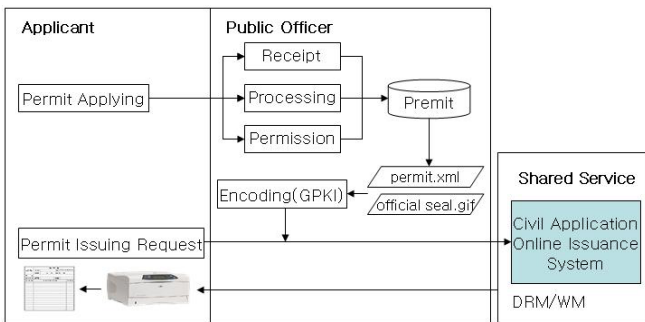 Applicant
Public Officer
Receipt
Permit Applying
Processing
Premit
Permission
permit.xml
Encoding(GPKI)
official seal.gif
Shared Service
Permit Issuing Request
Civil Application
Online Issuance
System
DRM/WM